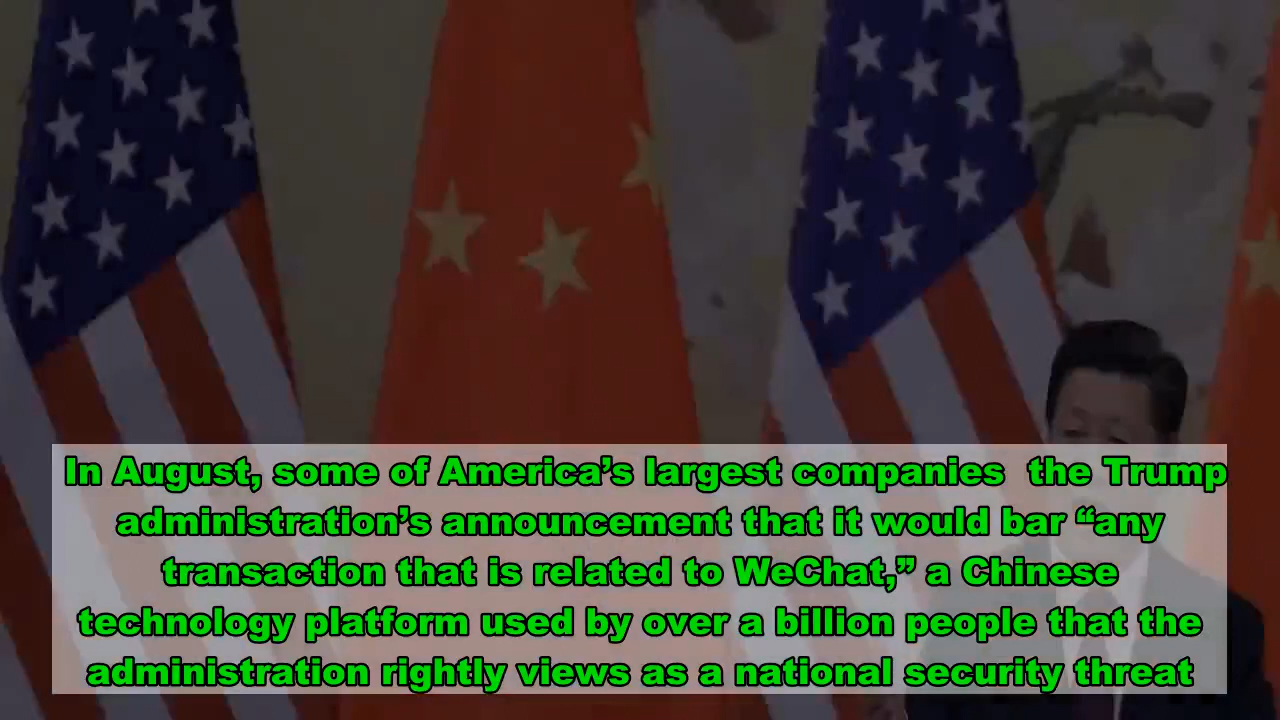 In August, some of America’s largest companies  the Trump
administration’s announcement that it would bar “any
transaction that is related to WeChat,” a Chinese
technology platform used by over a billion people that the
administration rightly views as a national security threat